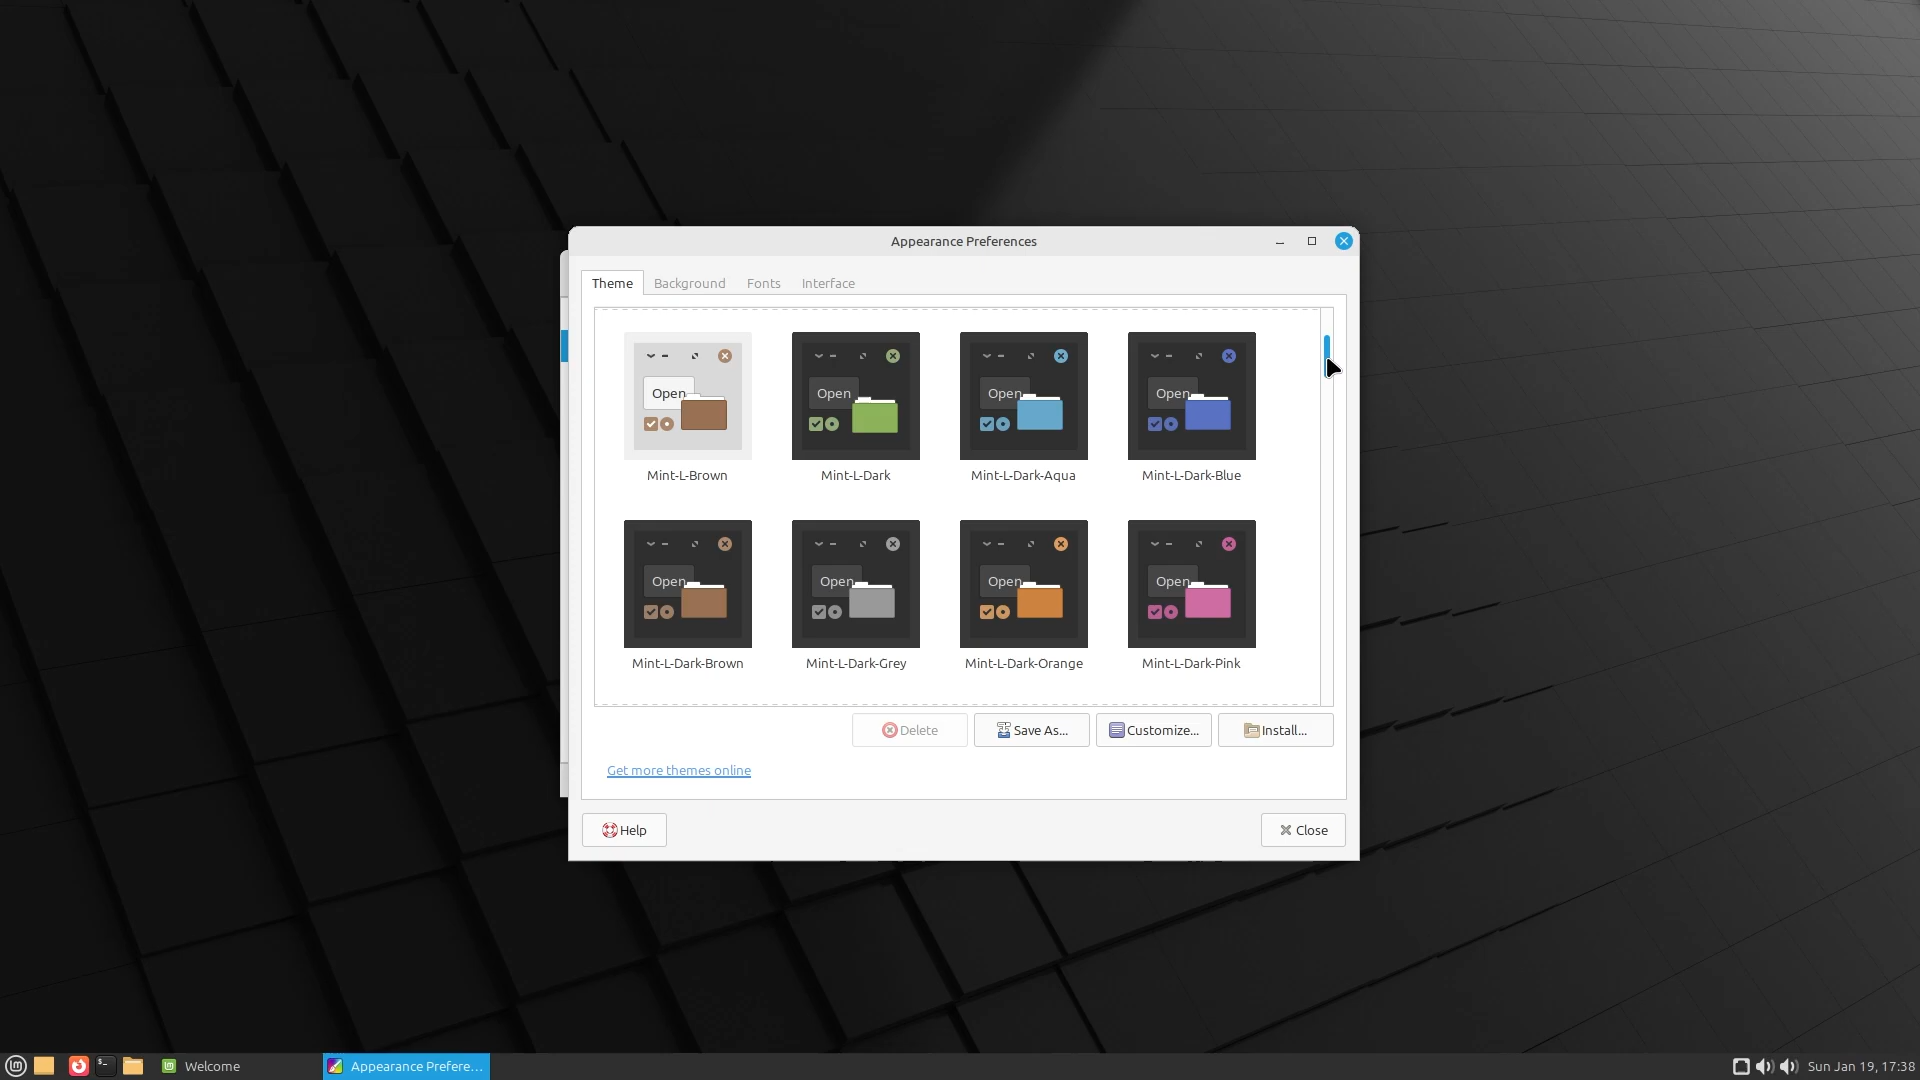 Appearance Preferences
Theme Background Fonts Interface
Open Open Open Open
Mint-L-Brown Mint-L-Dark Mint-L-Dark-Aqua Mint-L-Dark-Blue
Open Open Open Open
Mint-L-Dark-Brown Mint-L-Dark-Grey Mint-L-Dark-Orange Mint-L-Dark-Pink
Delete Save As... Customize... Install...
Get more themes online
Help Close
Welcome Appearance Prefere... Sun Jan 19, 17:38